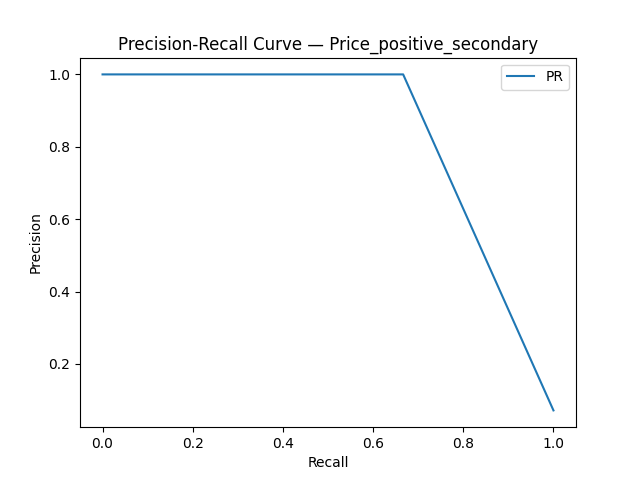 Precision-Recall Curve — Price_positive_secondary
PR
1.0
0.8
0.6
0.4
0.2
Precision
0.0 0.2 0.4 0.6 0.8 1.0
Recall